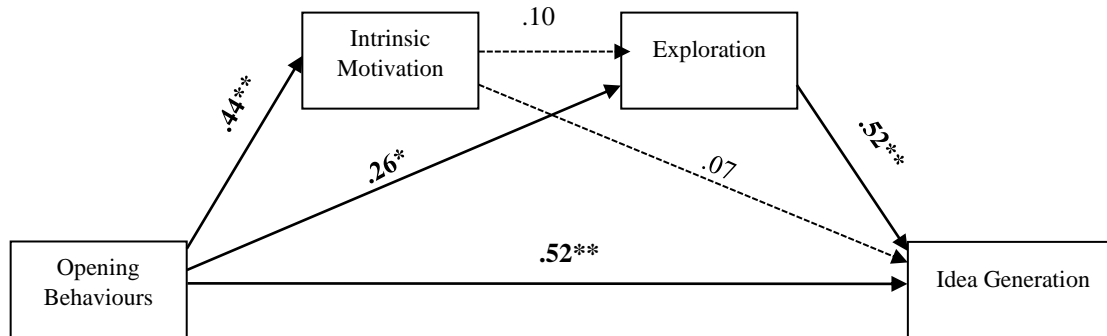 .10
Intrinsic
Motivation
Exploration
.44**
.52**
.26*
.07
.52**
Opening
Behaviours
Idea Generation